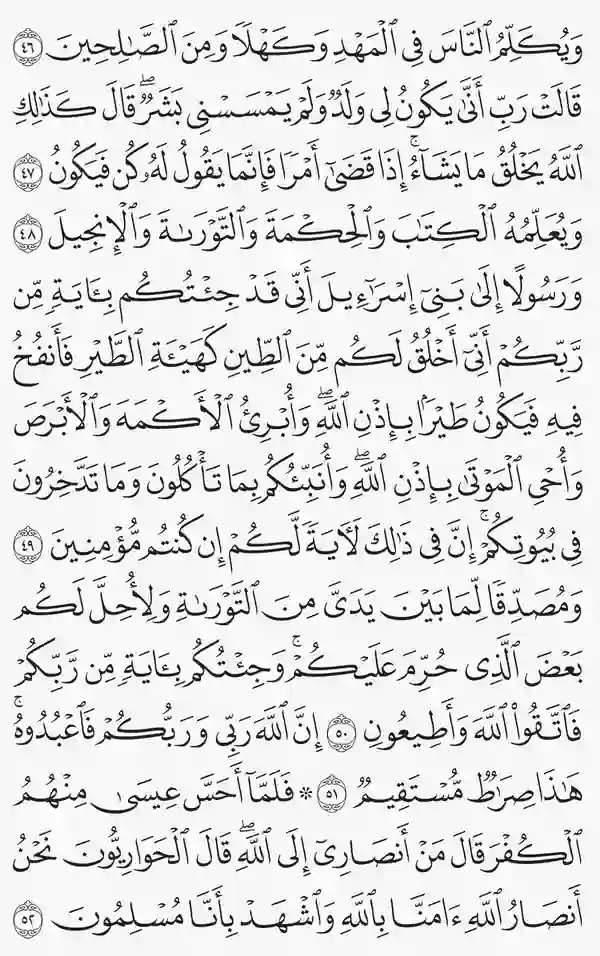 وَيُكَلِّمُ ٱلنَّاسَ فِي ٱلۡمَهۡدِ وَكَهۡلٗا وَمِنَ ٱلصَّٰلِحِينَ ٤٦
قَالَتۡ رَبِّ أَنَّىٰ يَكُونُ لِي وَلَدٞ وَلَمۡ يَمۡسَسۡنِي بَشَرٞۖ قَالَ كَذَٰلِكِ
ٱللَّهُ يَخۡلُقُ مَا يَشَآءُۚ إِذَا قَضَىٰٓ أَمۡرٗا فَإِنَّمَا يَقُولُ لَهُۥ كُن فَيَكُونُ ٤٧
وَيُعَلِّمُهُ ٱلۡكِتَٰبَ وَٱلۡحِكۡمَةَ وَٱلتَّوۡرَىٰةَ وَٱلۡإِنجِيلَ ٤٨
وَرَسُولًا إِلَىٰ بَنِيٓ إِسۡرَٰٓءِيلَ أَنِّي قَدۡ جِئۡتُكُم بِـَٔايَةٖ مِّن
رَّبِّكُمۡ أَنِّيٓ أَخۡلُقُ لَكُم مِّنَ ٱلطِّينِ كَهَيۡـَٔةِ ٱلطَّيۡرِ فَأَنفُخُ
فِيهِ فَيَكُونُ طَيۡرَۢا بِإِذۡنِ ٱللَّهِۖ وَأُبۡرِئُ ٱلۡأَكۡمَهَ وَٱلۡأَبۡرَصَ
وَأُحۡيِ ٱلۡمَوۡتَىٰ بِإِذۡنِ ٱللَّهِۖ وَأُنَبِّئُكُم بِمَا تَأۡكُلُونَ وَمَا تَدَّخِرُونَ
فِي بُيُوتِكُمۡۚ إِنَّ فِي ذَٰلِكَ لَأٓيَةٗ لَّكُمۡ إِن كُنتُم مُّؤۡمِنِينَ ٤٩
وَمُصَدِّقٗا لِّمَا بَيۡنَ يَدَيَّ مِنَ ٱلتَّوۡرَىٰةِ وَلِأُحِلَّ لَكُم
بَعۡضَ ٱلَّذِي حُرِّمَ عَلَيۡكُمۡۚ وَجِئۡتُكُم بِـَٔايَةٖ مِّن رَّبِّكُمۡ
فَٱتَّقُواْ ٱللَّهَ وَأَطِيعُونِ ٥٠ إِنَّ ٱللَّهَ رَبِّي وَرَبُّكُمۡ فَٱعۡبُدُوهُۚ
هَٰذَا صِرَٰطٞ مُّسۡتَقِيمٞ ٥١ ۞ فَلَمَّآ أَحَسَّ عِيسَىٰ مِنۡهُمُ
ٱلۡكُفۡرَ قَالَ مَنۡ أَنصَارِيٓ إِلَى ٱللَّهِۖ قَالَ ٱلۡحَوَارِيُّونَ نَحۡنُ
أَنصَارُ ٱللَّهِ ءَامَنَّا بِٱللَّهِ وَٱشۡهَدۡ بِأَنَّا مُسۡلِمُونَ ٥٢